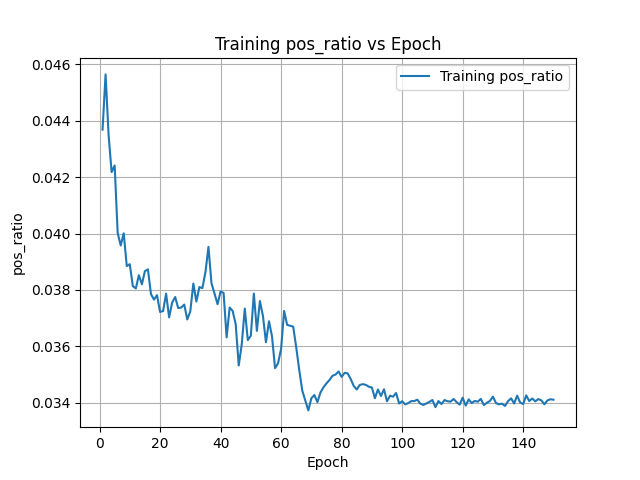 Training pos_ratio vs Epoch
Training pos_ratio
0.046
0.044
0.042
0.040
0.038
0.036
0.034
pos_ratio
0 20 40 60 80 100 120 140
Epoch